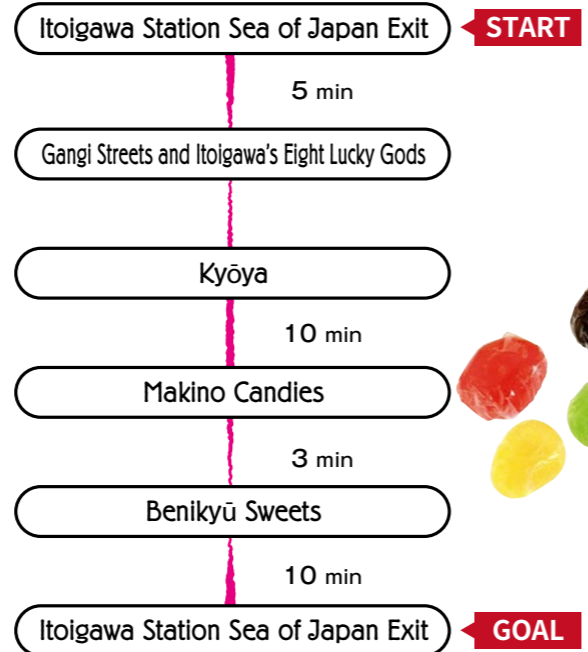 Itoigawa Station Sea of Japan Exit START
5 min
Gangi Streets and Itoigawa's Eight Lucky Gods
Kyōya
10 min
Makino Candies
3 min
Benikyū Sweets
10 min
Itoigawa Station Sea of Japan Exit GOAL